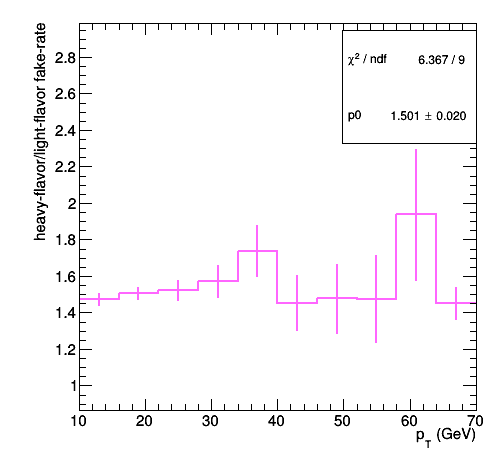 heavy-flavor/light-flavor fake-rate
χ² / ndf 6.367 / 9
p0 1.501 ± 0.020
2.8
2.6
2.4
2.2
2
1.8
1.6
1.4
1.2
1
10 20 30 40 50 60 70
p_T (GeV)